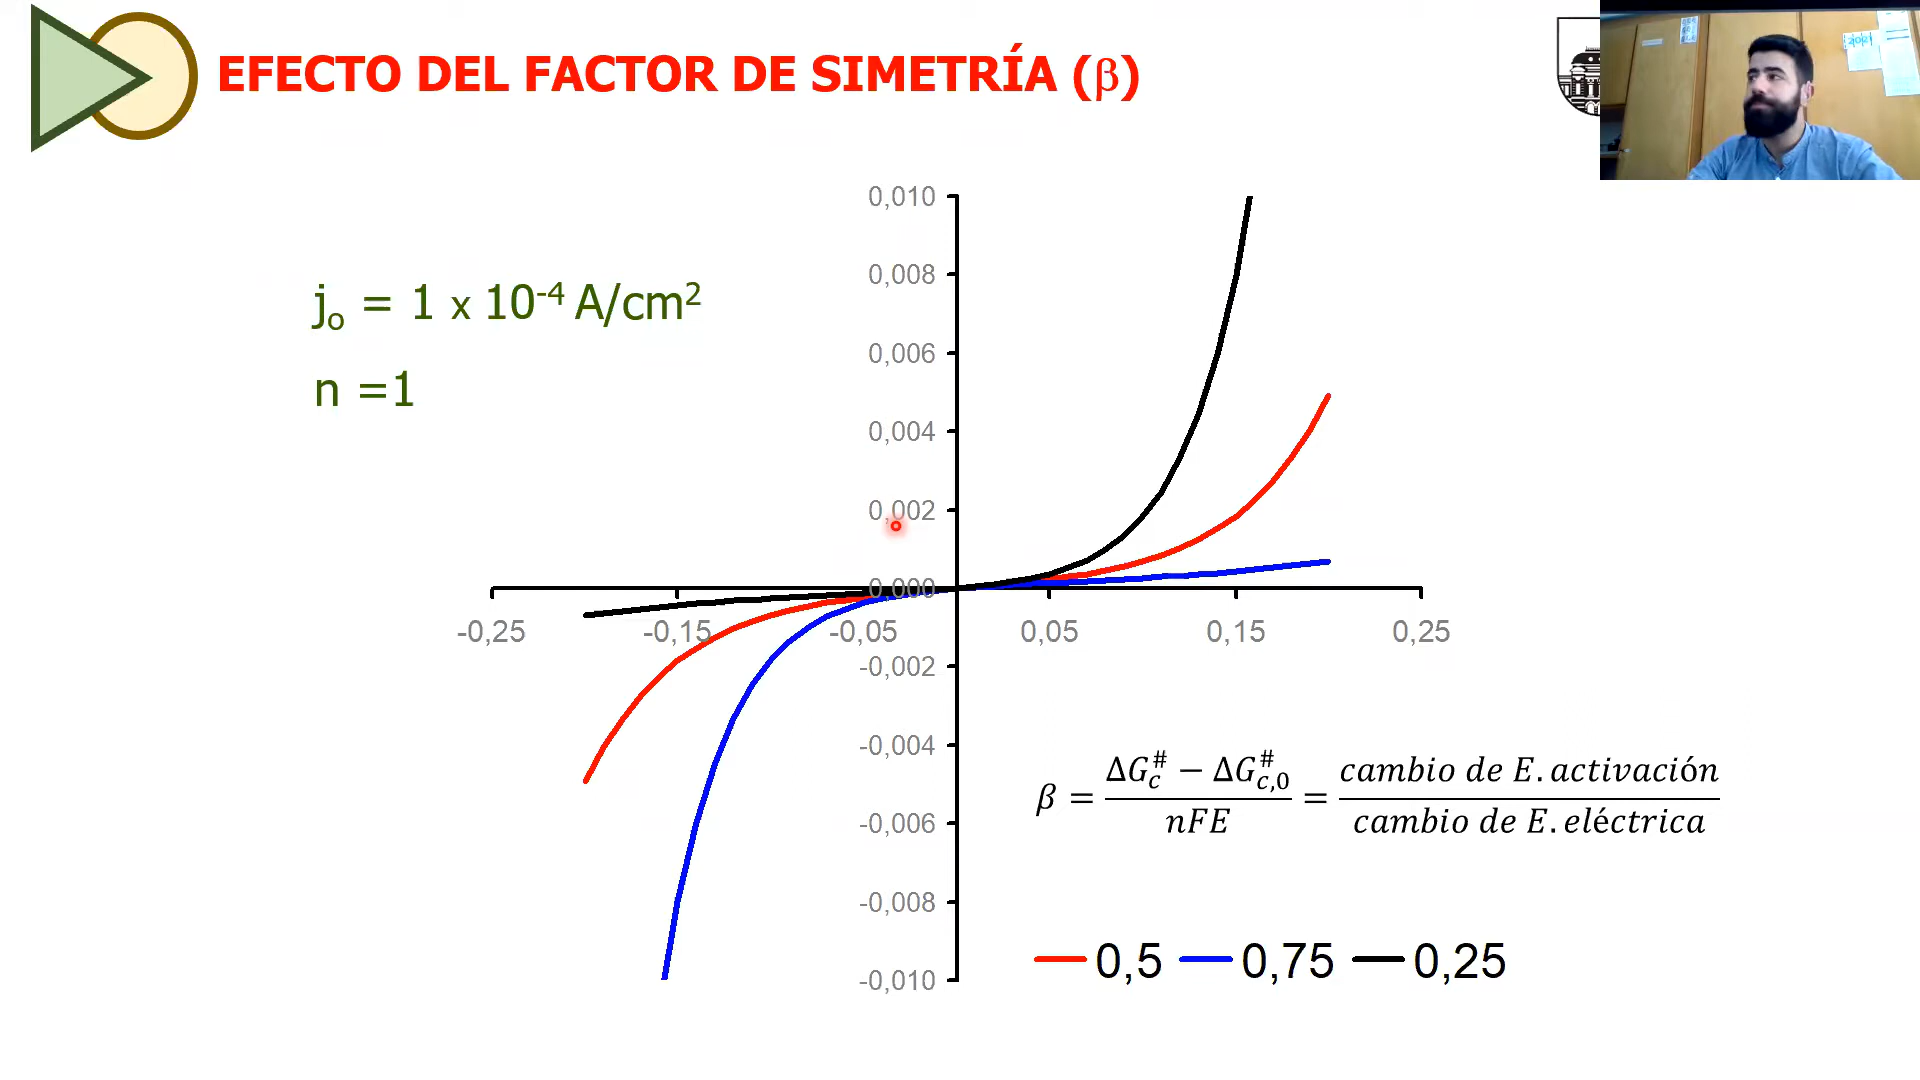 EFECTO DEL FACTOR DE SIMETRÍA (β)
jₒ = 1 x 10⁻⁴ A/cm²
n =1
0,010
0,008
0,006
0,004
0,002
0,000
-0,25 -0,15 -0,05 0,05 0,15 0,25
-0,002
-0,004
-0,006
-0,008
-0,010
β = (ΔG_c^# − ΔG_{c,0}^#)/(nFE) = (cambio de E. activación)/(cambio de E. eléctrica)
0,5 0,75 0,25